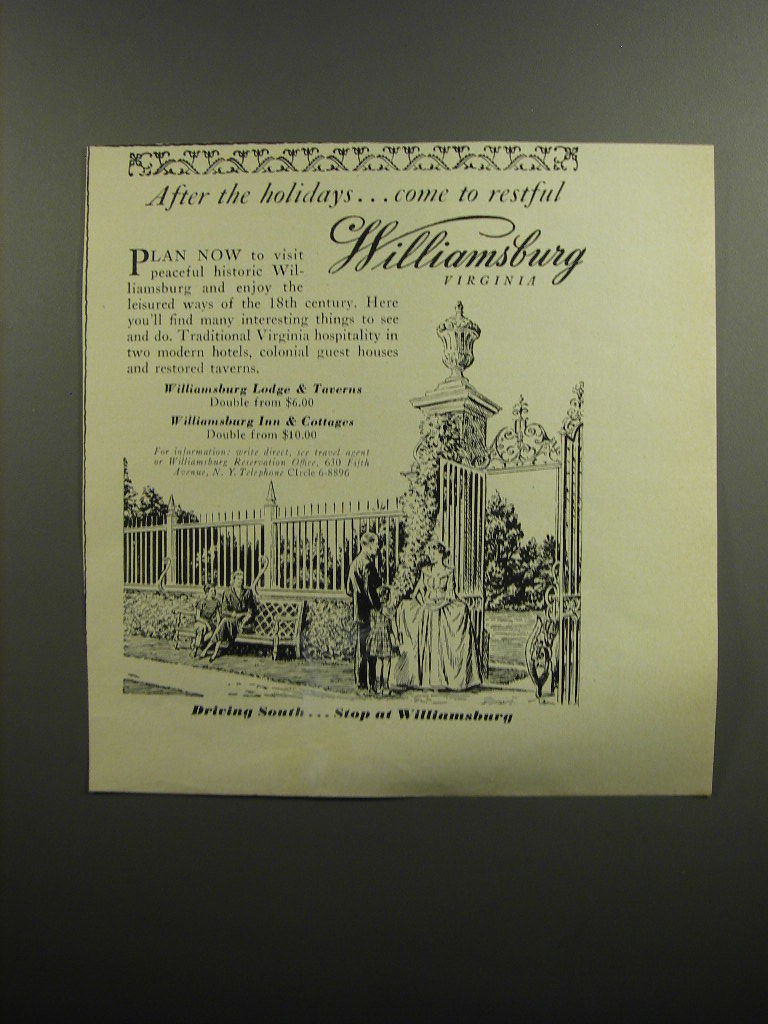 After the holidays...come to restful
Williamsburg
VIRGINIA
PLAN NOW to visit
peaceful historic Wil-
liamsburg and enjoy the
leisured ways of the 18th century. Here
you'll find many interesting things to see
and do. Traditional Virginia hospitality in
two modern hotels, colonial guest houses
and restored taverns.
Williamsburg Lodge & Taverns
Double from $6.00
Williamsburg Inn & Cottages
Double from $10.00
For information: write direct, see travel agent
or Williamsburg Reservation Office, 630 Fifth
Avenue, N. Y. Telephone CIrcle 6-8896
Driving South...Stop at Williamsburg